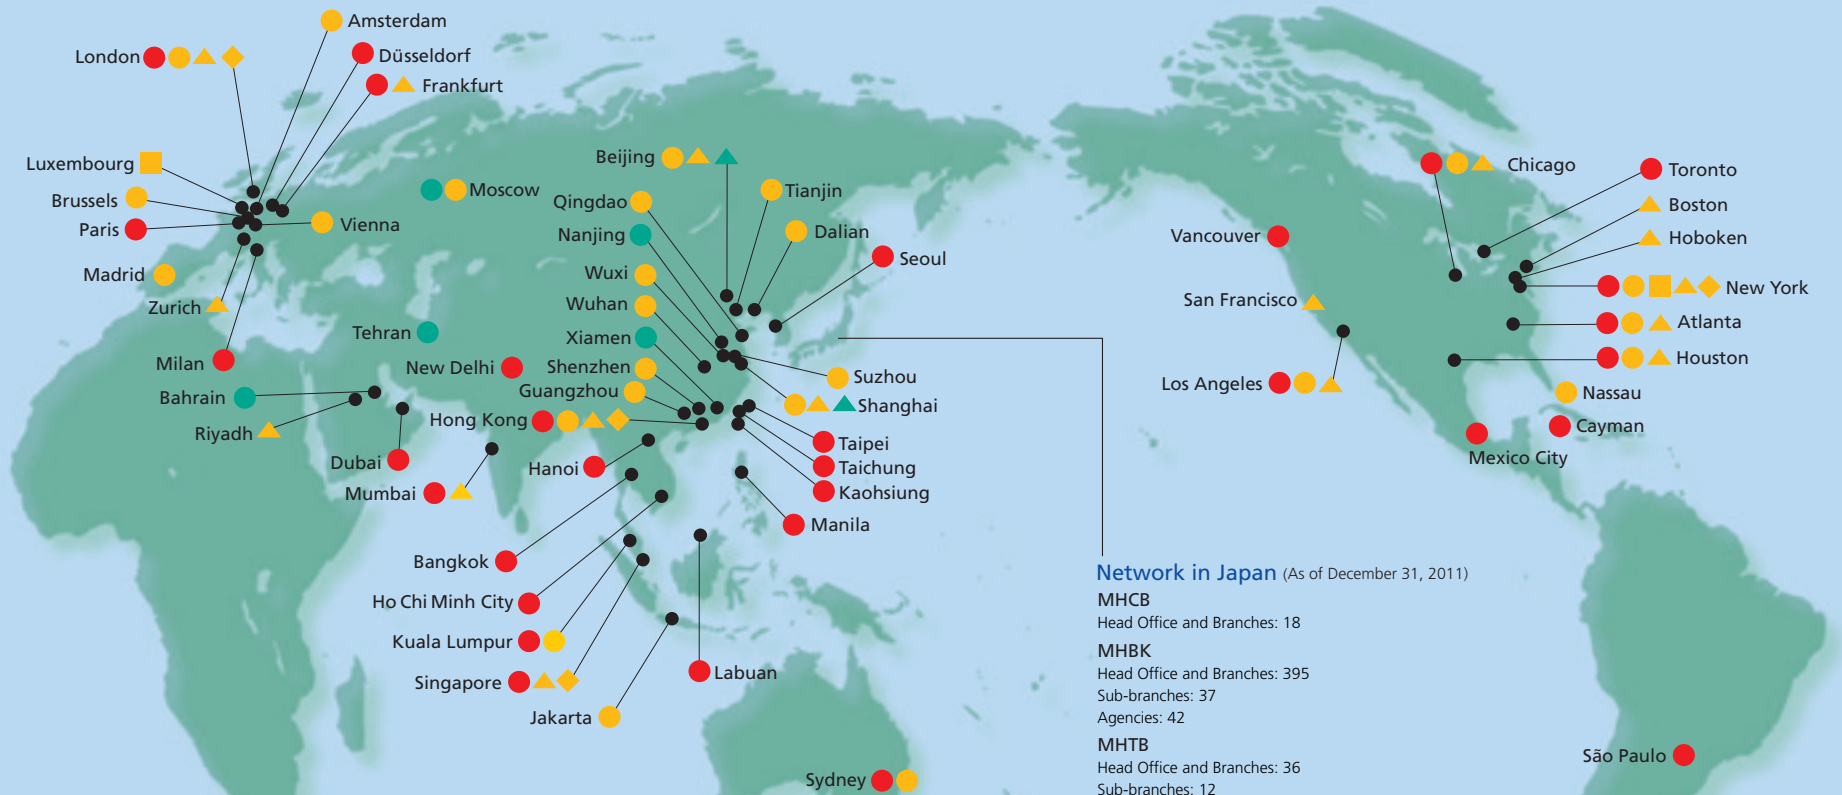 Amsterdam
London
Düsseldorf
Frankfurt
Luxembourg
Brussels
Paris
Vienna
Madrid
Zurich
Milan
Moscow
Tehran
Bahrain
Riyadh
Dubai
New Delhi
Mumbai
Beijing
Qingdao
Nanjing
Wuxi
Wuhan
Xiamen
Shenzhen
Guangzhou
Hong Kong
Hanoi
Bangkok
Ho Chi Minh City
Kuala Lumpur
Singapore
Jakarta
Tianjin
Dalian
Seoul
Suzhou
Shanghai
Taipei
Taichung
Kaohsiung
Manila
Labuan
Sydney
Vancouver
San Francisco
Los Angeles
Chicago
Toronto
Boston
Hoboken
New York
Atlanta
Houston
Nassau
Cayman
Mexico City
São Paulo
Network in Japan (As of December 31, 2011)
MHCB
Head Office and Branches: 18
MHBK
Head Office and Branches: 395
Sub-branches: 37
Agencies: 42
MHTB
Head Office and Branches: 36
Sub-branches: 12